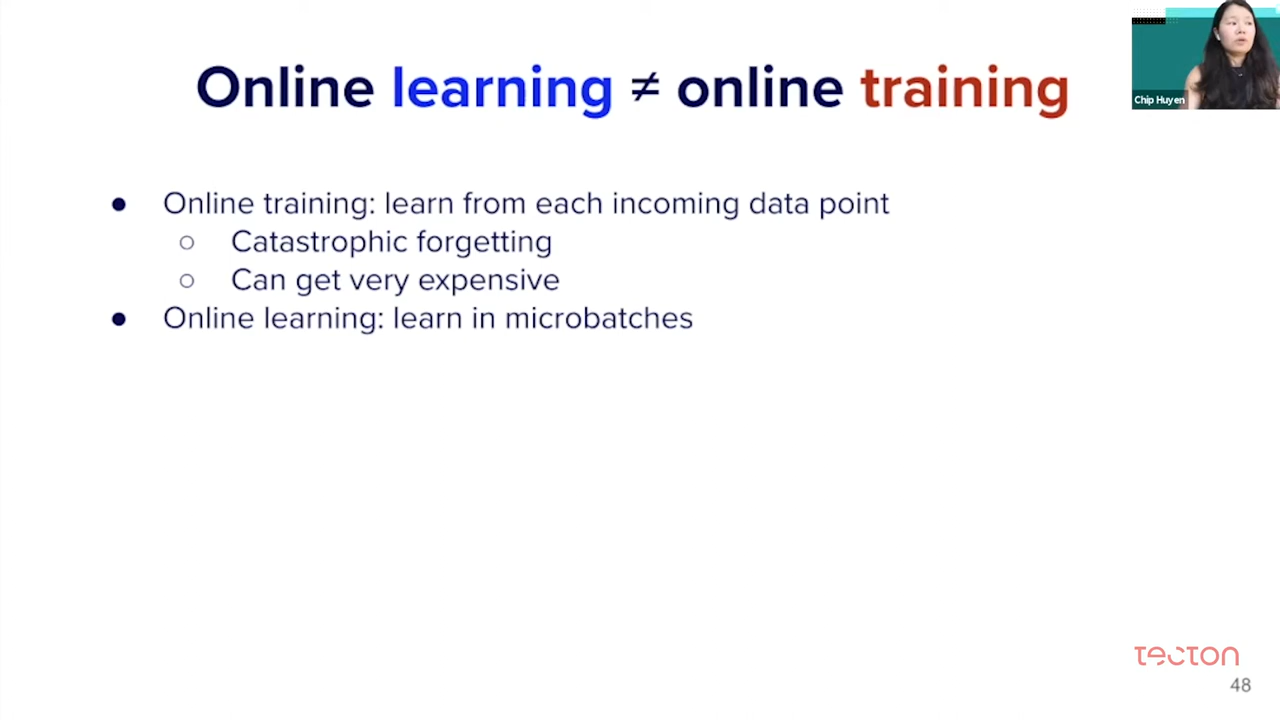 Online learning ≠ online training
Chip Huyen
● Online training: learn from each incoming data point
○ Catastrophic forgetting
○ Can get very expensive
● Online learning: learn in microbatches
tecton
48